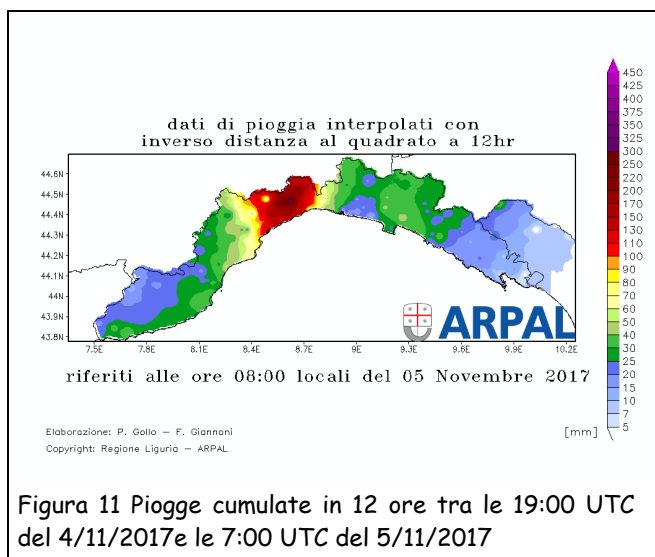 dati di pioggia interpolati con
inverso distanza al quadrato a 12hr
450
425
400
375
350
325
300
250
220
200
170
150
130
110
100
90
80
70
60
50
40
30
25
20
15
10
7
5
[mm]
44.6N
44.5N
44.4N
44.3N
44.2N
44.1N
44N
43.9N
43.8N
ARPAL
7.5E 7.8E 8.1E 8.4E 8.7E 9E 9.3E 9.6E 9.9E 10.2E
riferiti alle ore 08:00 locali del 05 Novembre 2017
Elaborazione: P. Gollo – F. Giannoni
Copyright: Regione Liguria – ARPAL
Figura 11 Piogge cumulate in 12 ore tra le 19:00 UTC
del 4/11/2017e le 7:00 UTC del 5/11/2017